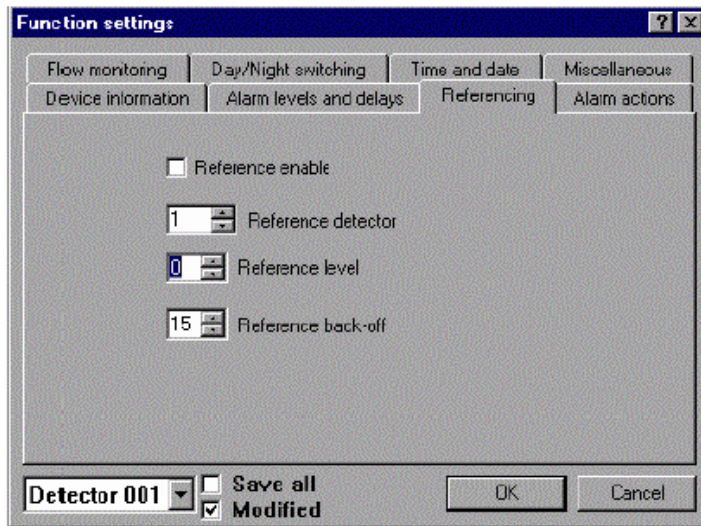 Function settings
Flow monitoring Day/Night switching Time and date Miscellaneous
Device information Alarm levels and delays Referencing Alarm actions
Reference enable
1 Reference detector
0 Reference level
15 Reference back-off
Detector 001 Save all OK Cancel
Modified